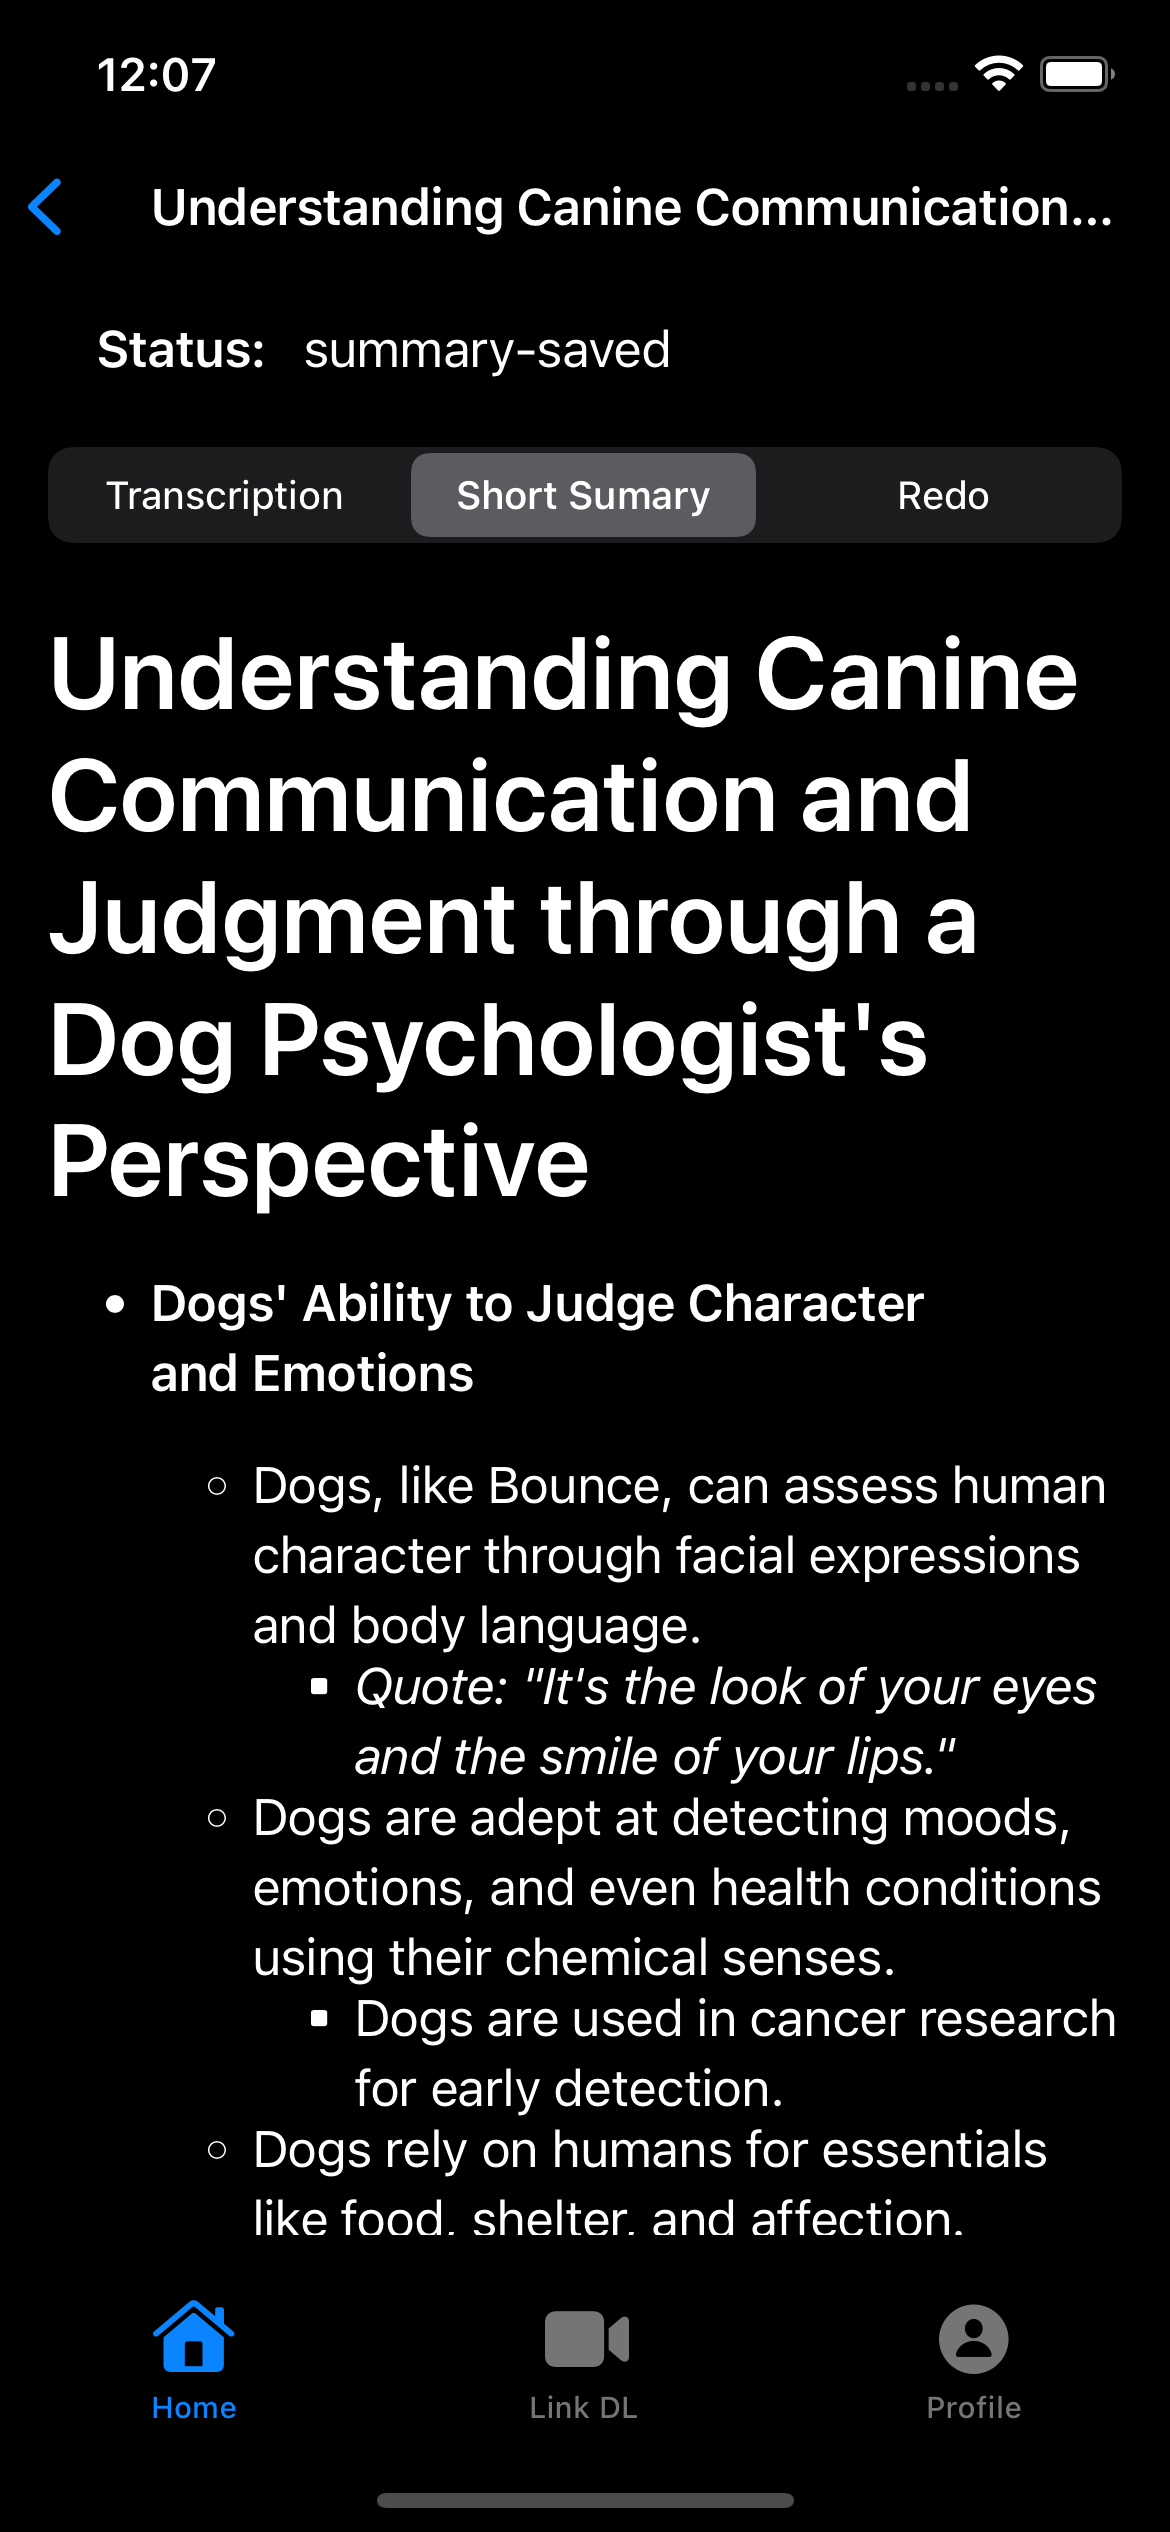 12:07
Understanding Canine Communication...
Status: summary-saved
Transcription
Short Sumary
Redo
Understanding Canine
Communication and
Judgment through a
Dog Psychologist's
Perspective
• Dogs' Ability to Judge Character
and Emotions
○ Dogs, like Bounce, can assess human
character through facial expressions
and body language.
▪ Quote: "It's the look of your eyes
and the smile of your lips."
○ Dogs are adept at detecting moods,
emotions, and even health conditions
using their chemical senses.
▪ Dogs are used in cancer research
for early detection.
○ Dogs rely on humans for essentials
like food, shelter, and affection.
Home
Link DL
Profile